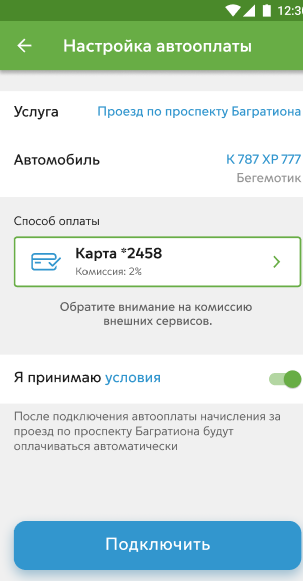 12:30
Настройка автооплаты
Услуга Проезд по проспекту Багратиона
Автомобиль К 787 ХР 777
Бегемотик
Способ оплаты
Карта *2458
Комиссия: 2%
Обратите внимание на комиссию
внешних сервисов.
Я принимаю условия
После подключения автооплаты начисления за
проезд по проспекту Багратиона будут
оплачиваться автоматически
Подключить